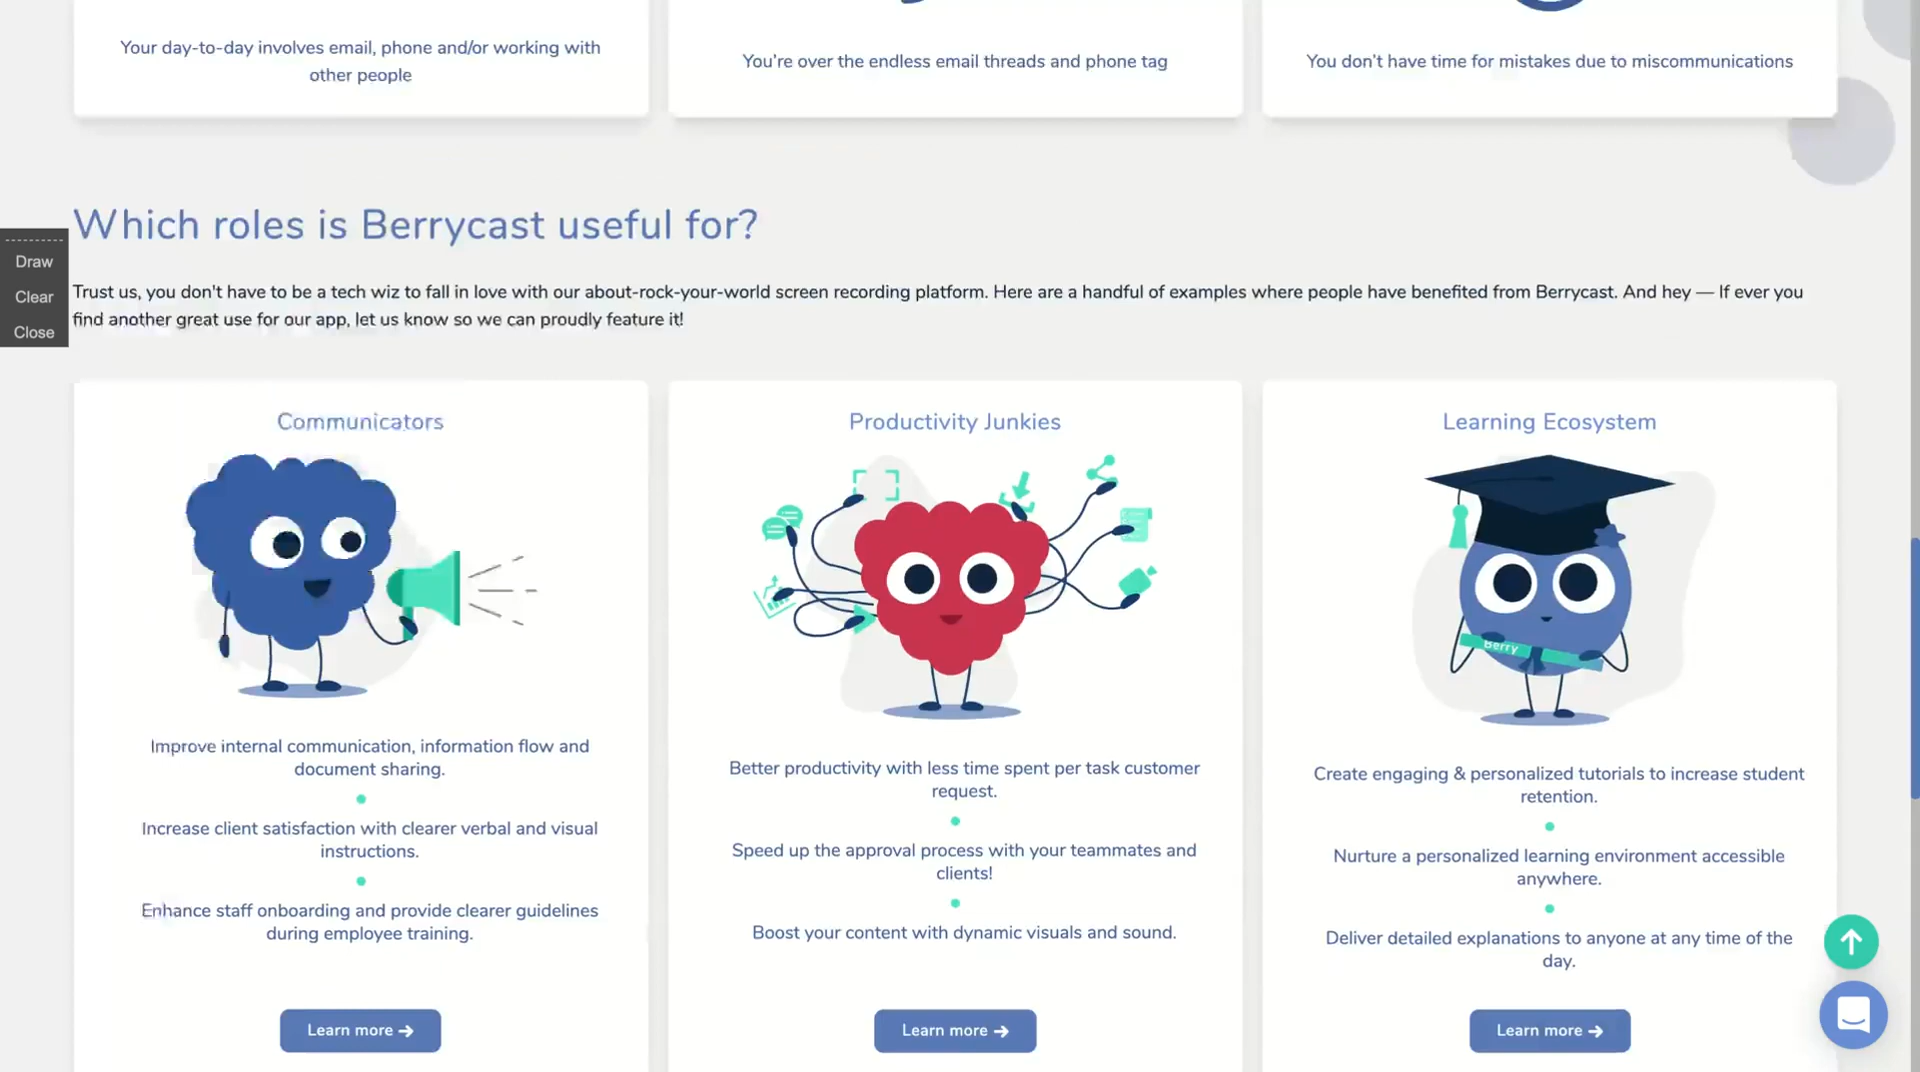 Your day-to-day involves email, phone and/or working with
other people
You're over the endless email threads and phone tag
You don't have time for mistakes due to miscommunications
Which roles is Berrycast useful for?
Draw
Clear
Close
Trust us, you don't have to be a tech wiz to fall in love with our about-rock-your-world screen recording platform. Here are a handful of examples where people have benefited from Berrycast. And hey — If ever you
find another great use for our app, let us know so we can proudly feature it!
Communicators
Improve internal communication, information flow and
document sharing.
Increase client satisfaction with clearer verbal and visual
instructions.
Enhance staff onboarding and provide clearer guidelines
during employee training.
Learn more →
Productivity Junkies
Better productivity with less time spent per task customer
request.
Speed up the approval process with your teammates and
clients!
Boost your content with dynamic visuals and sound.
Learn more →
Learning Ecosystem
Berry
Create engaging & personalized tutorials to increase student
retention.
Nurture a personalized learning environment accessible
anywhere.
Deliver detailed explanations to anyone at any time of the
day.
Learn more →